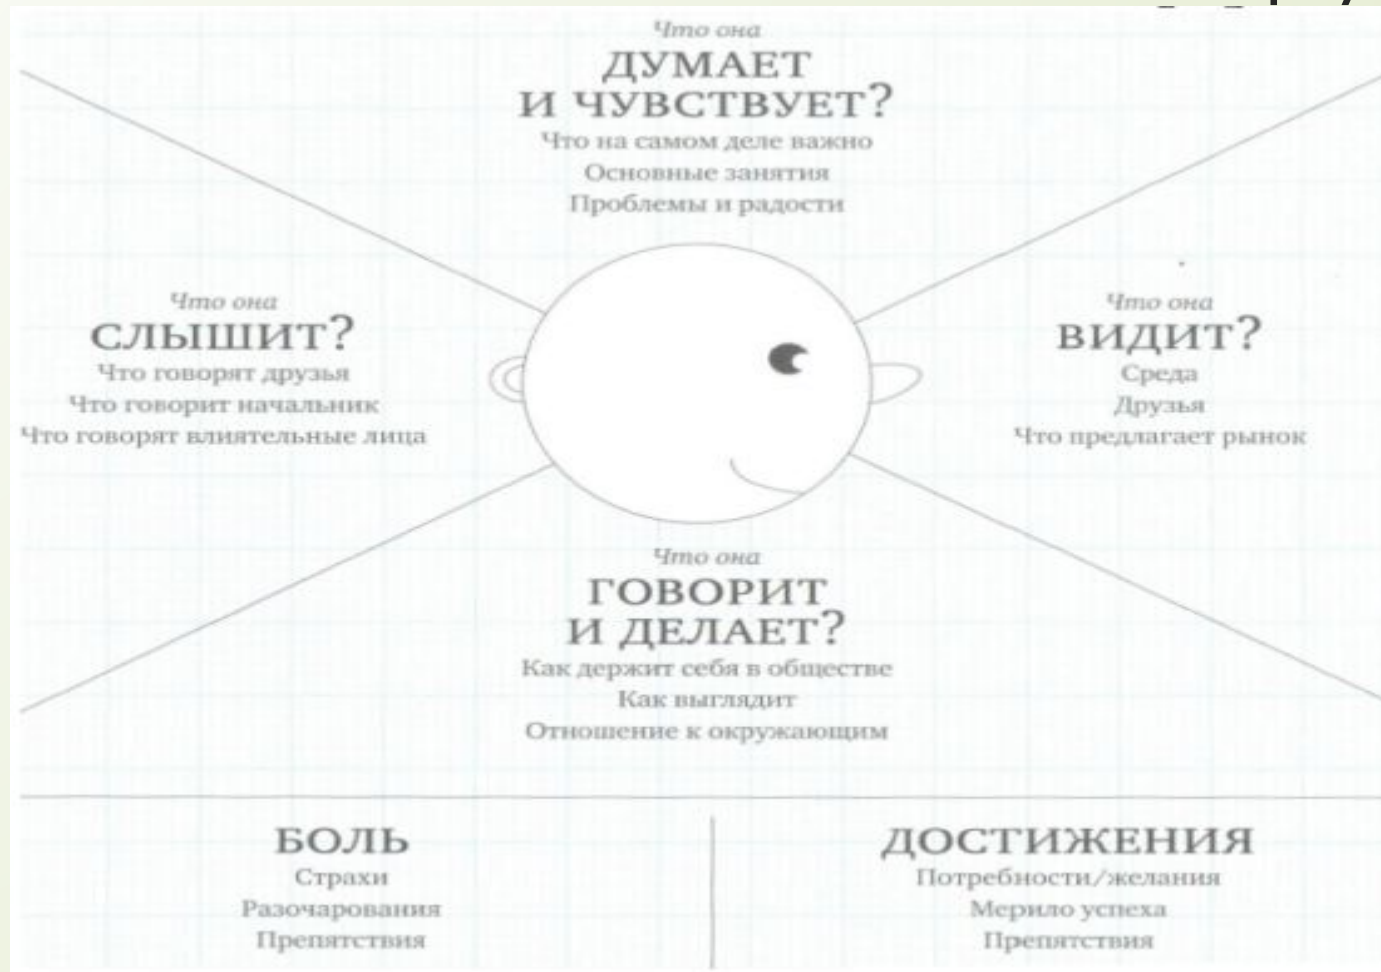 Что она
ДУМАЕТ
И ЧУВСТВУЕТ?
Что на самом деле важно
Основные занятия
Проблемы и радости
Что она
СЛЫШИТ?
Что говорят друзья
Что говорит начальник
Что говорят влиятельные лица
Что она
ВИДИТ?
Среда
Друзья
Что предлагает рынок
Что она
ГОВОРИТ
И ДЕЛАЕТ?
Как держит себя в обществе
Как выглядит
Отношение к окружающим
БОЛЬ
Страхи
Разочарования
Препятствия
ДОСТИЖЕНИЯ
Потребности/желания
Мерило успеха
Препятствия